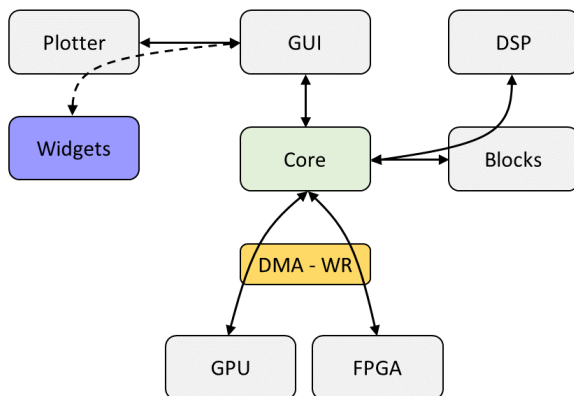 Plotter
GUI
DSP
Widgets
Core
Blocks
DMA - WR
GPU
FPGA